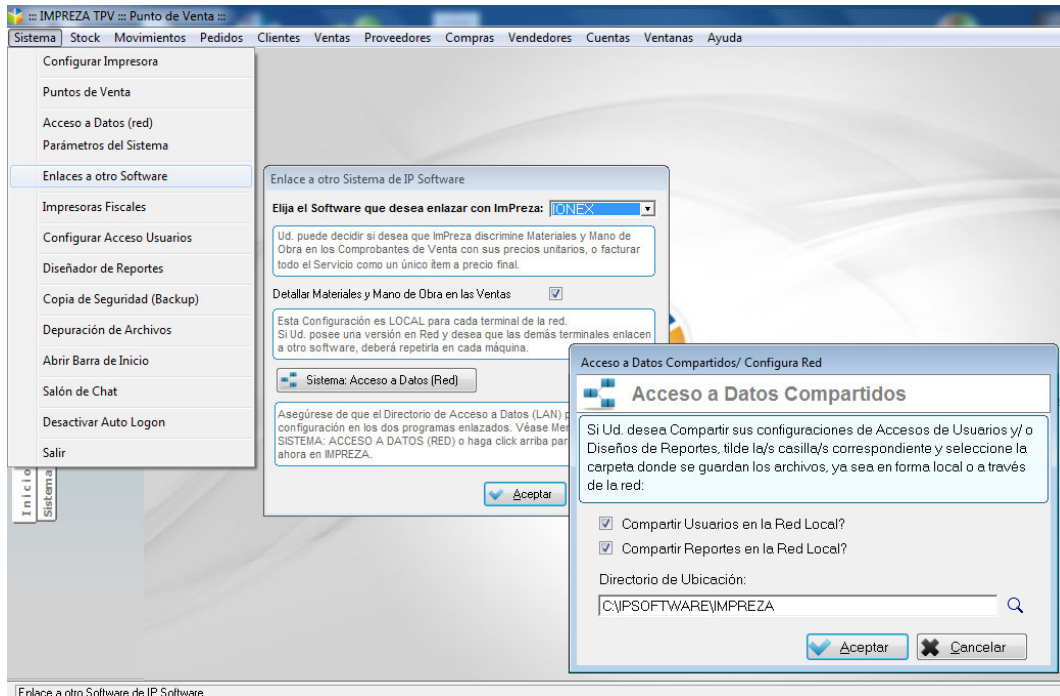 ::: IMPREZA TPV ::: Punto de Venta :::
Sistema Stock Movimientos Pedidos Clientes Ventas Proveedores Compras Vendedores Cuentas Ventanas Ayuda
Configurar Impresora
Puntos de Venta
Acceso a Datos (red)
Parámetros del Sistema
Enlaces a otro Software
Impresoras Fiscales
Configurar Acceso Usuarios
Diseñador de Reportes
Copia de Seguridad (Backup)
Depuración de Archivos
Abrir Barra de Inicio
Salón de Chat
Desactivar Auto Logon
Salir
Inicio
Sistema
Enlace a otro Sistema de IP Software
Elija el Software que desea enlazar con ImPreza: IONEX
Ud. puede decidir si desea que ImPreza discrimine Materiales y Mano de
Obra en los Comprobantes de Venta con sus precios unitarios, o facturar
todo el Servicio como un único ítem a precio final.
Detallar Materiales y Mano de Obra en las Ventas
Esta Configuración es LOCAL para cada terminal de la red.
Si Ud. posee una versión en Red y desea que las demás terminales enlacen
a otro software, deberá repetirla en cada máquina.
Sistema: Acceso a Datos (Red)
Asegúrese de que el Directorio de Acceso a Datos (LAN)
configuración en los dos programas enlazados. Véase
SISTEMA: ACCESO A DATOS (RED) o haga click arriba
ahora en IMPREZA.
Aceptar
Acceso a Datos Compartidos/ Configura Red
Acceso a Datos Compartidos
Si Ud. desea Compartir sus configuraciones de Accesos de Usuarios y/ o
Diseños de Reportes, tilde la/s casilla/s correspondiente y seleccione la
carpeta donde se guardan los archivos, ya sea en forma local o a través
de la red:
Compartir Usuarios en la Red Local?
Compartir Reportes en la Red Local?
Directorio de Ubicación:
C:\IPSOFTWARE\IMPREZA
Aceptar Cancelar
Enlace a otro Software de IP Software